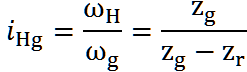 i_Hg = ω_H / ω_g = z_g / (z_g − z_r)